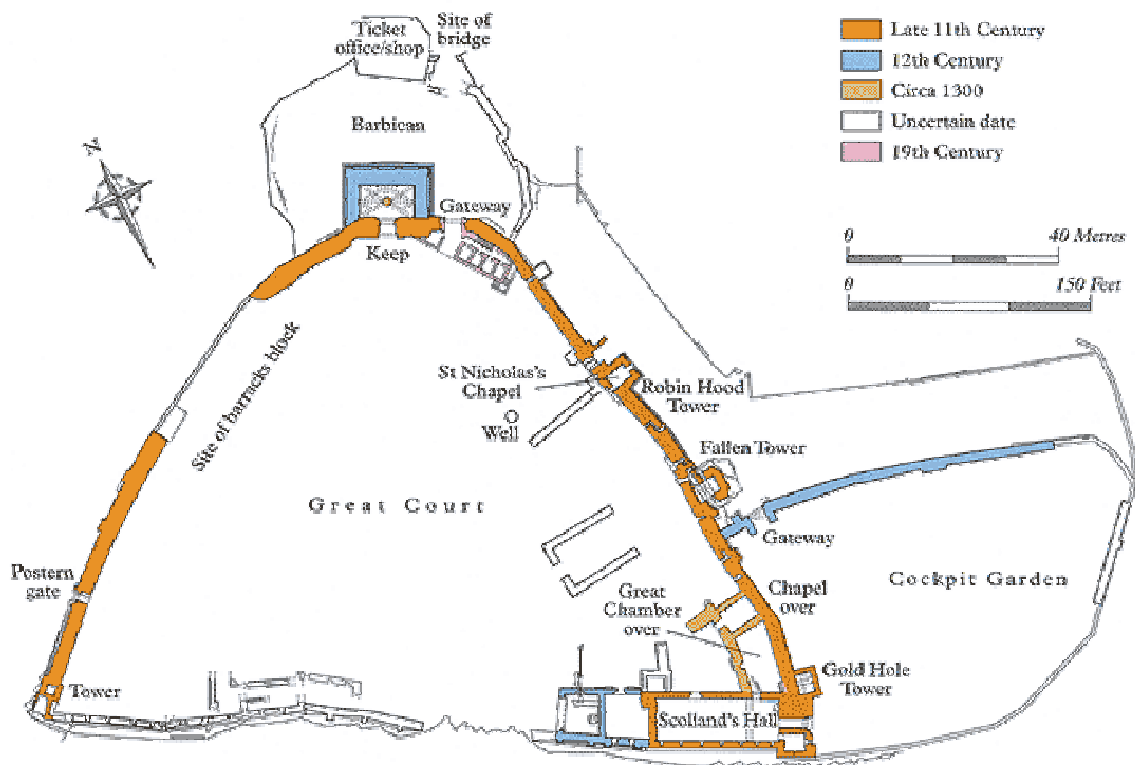 Ticket
office/shop
Site of
bridge
Late 11th Century
12th Century
Circa 1300
Uncertain date
19th Century
Barbican
N
Gateway
Keep
0 40 Metres
0 150 Feet
Site of barracks block
St Nicholas's
Chapel
Robin Hood
Tower
Well
Fallen Tower
Great Court
Gateway
Postern
gate
Cockpit Garden
Great
Chamber
over
Chapel
over
Tower
Gold Hole
Tower
Scolland's Hall